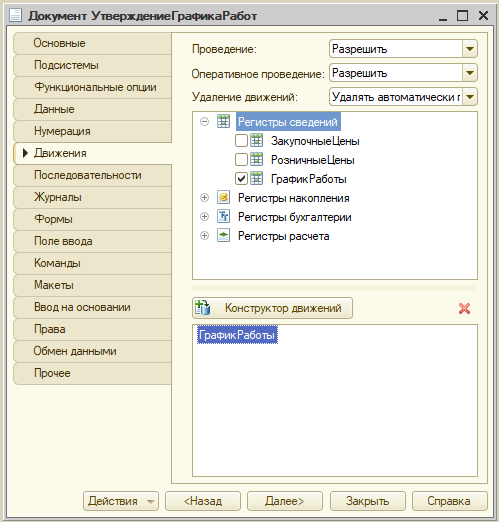 Документ УтверждениеГрафикаРабот
Основные
Подсистемы
Функциональные опции
Данные
Нумерация
Движения
Последовательности
Журналы
Формы
Поле ввода
Команды
Макеты
Ввод на основании
Права
Обмен данными
Прочее
Проведение: Разрешить
Оперативное проведение: Разрешить
Удаление движений: Удалять автоматически г
Регистры сведений
ЗакупочныеЦены
РозничныеЦены
ГрафикРаботы
Регистры накопления
Регистры бухгалтерии
Регистры расчета
Конструктор движений
ГрафикРаботы
Действия <Назад Далее> Закрыть Справка